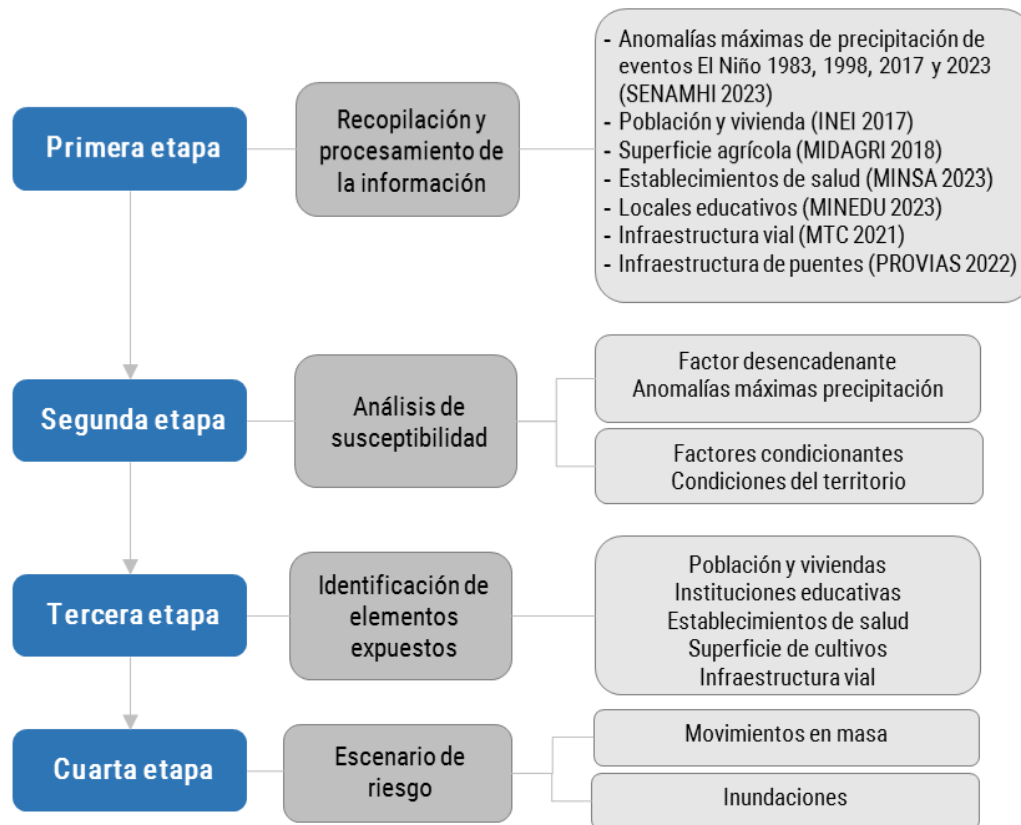 Primera etapa
Recopilación y
procesamiento de
la información
- Anomalías máximas de precipitación de
eventos El Niño 1983, 1998, 2017 y 2023
(SENAMHI 2023)
- Población y vivienda (INEI 2017)
- Superficie agrícola (MIDAGRI 2018)
- Establecimientos de salud (MINSA 2023)
- Locales educativos (MINEDU 2023)
- Infraestructura vial (MTC 2021)
- Infraestructura de puentes (PROVIAS 2022)
Segunda etapa
Análisis de
susceptibilidad
Factor desencadenante
Anomalías máximas precipitación
Factores condicionantes
Condiciones del territorio
Tercera etapa
Identificación de
elementos
expuestos
Población y viviendas
Instituciones educativas
Establecimientos de salud
Superficie de cultivos
Infraestructura vial
Cuarta etapa
Escenario de
riesgo
Movimientos en masa
Inundaciones